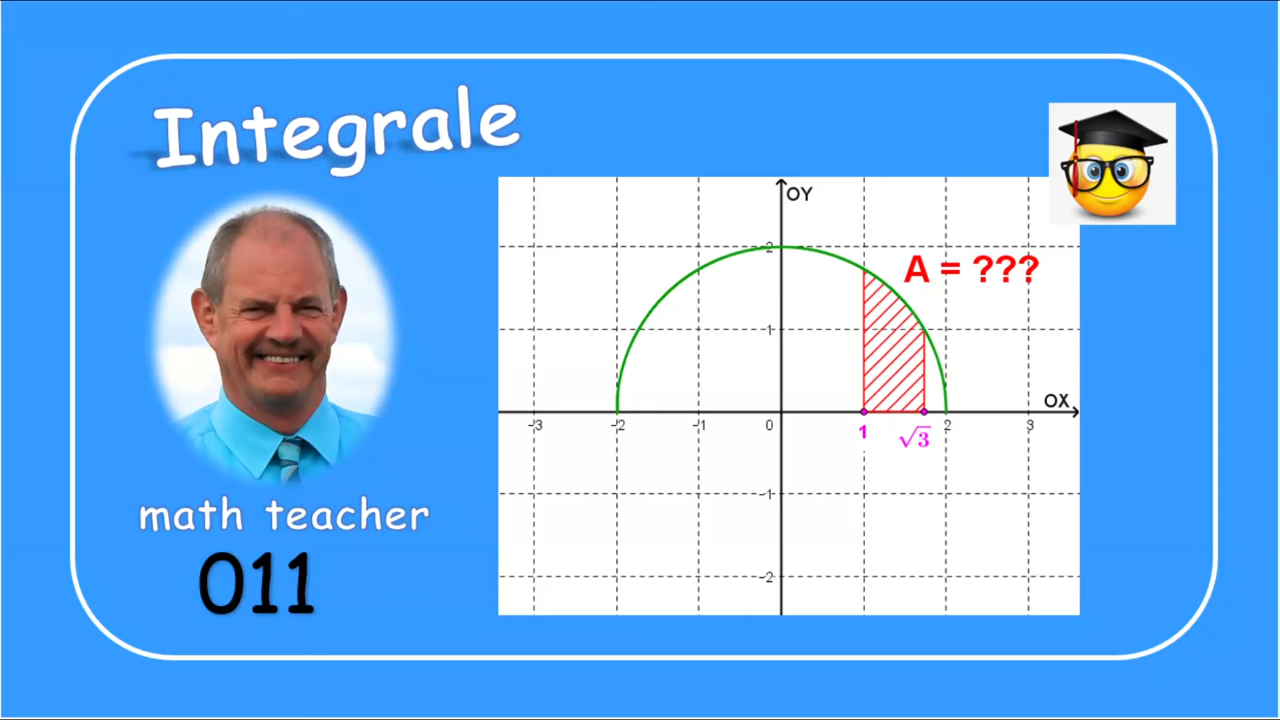 Integrale
OY
2
A = ???
1
OX
-3
-2
-1
0
1
√3
2
3
-1
-2
math teacher
011